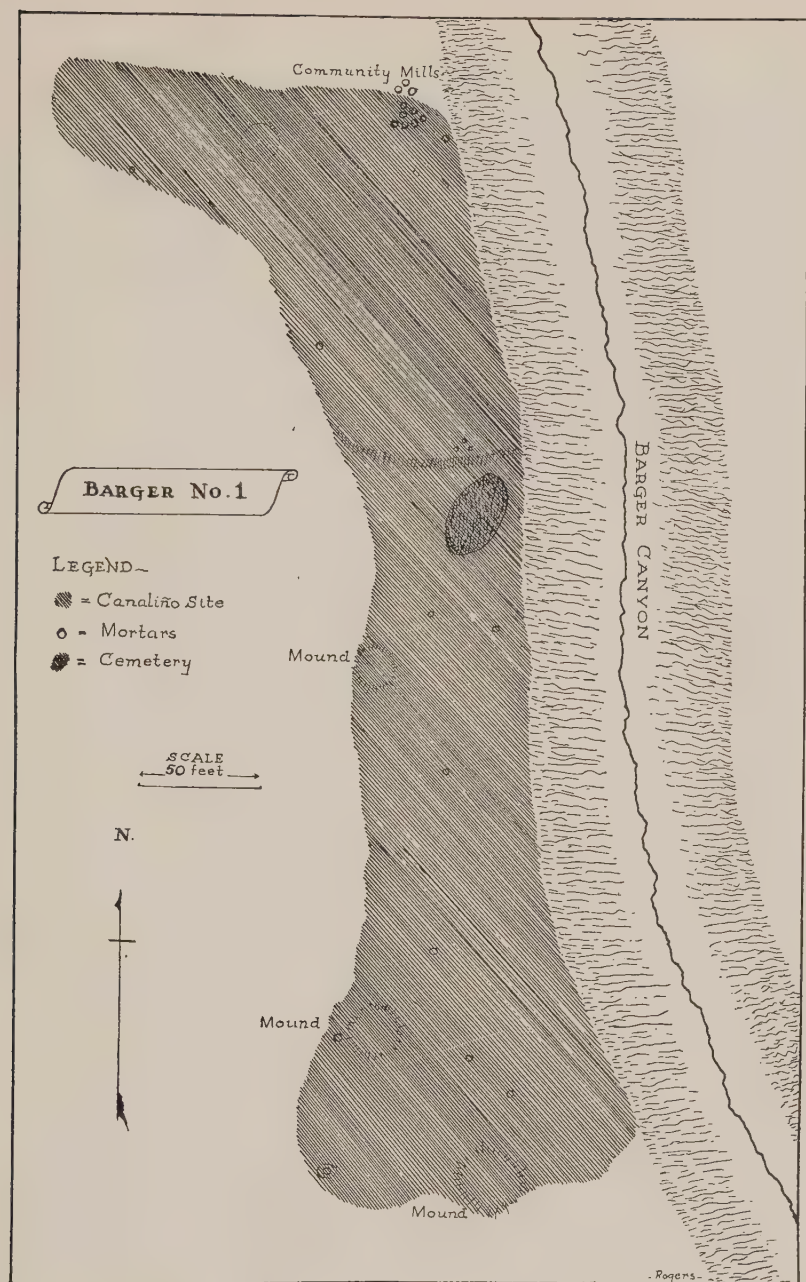 Community Mills
BARGER No. 1
LEGEND
= Canaliño Site
= Mortars
= Cemetery
Mound
BARGER CANYON
SCALE
50 feet
N.
Mound
Mound
-Rogers-